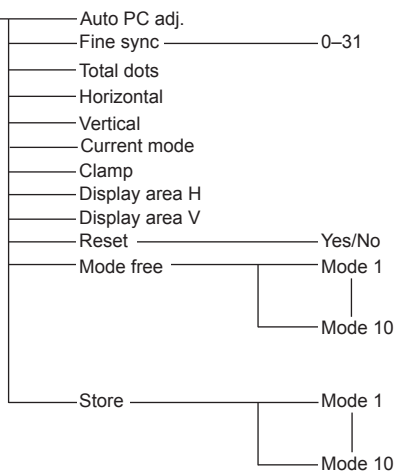 Auto PC adj.
Fine sync 0–31
Total dots
Horizontal
Vertical
Current mode
Clamp
Display area H
Display area V
Reset Yes/No
Mode free Mode 1
Mode 10
Store Mode 1
Mode 10